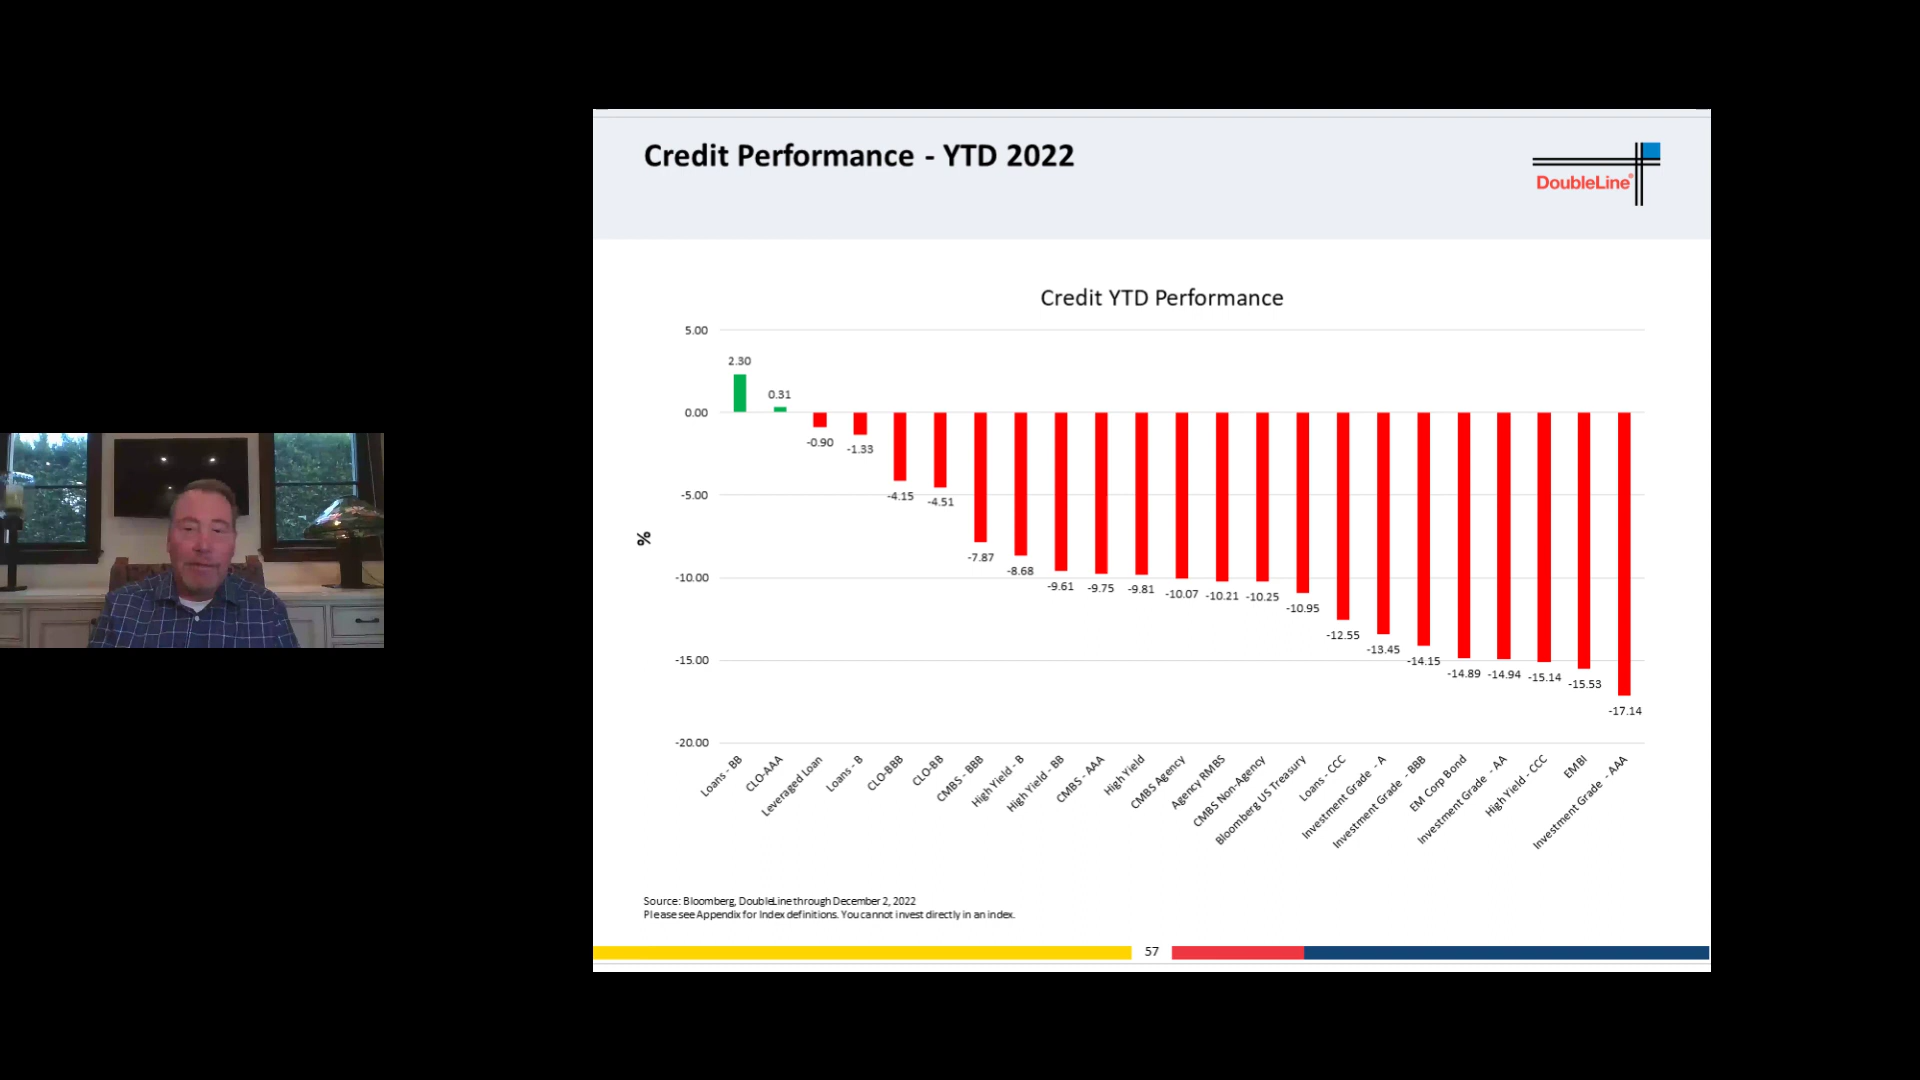 Credit Performance - YTD 2022
DoubleLine®
Credit YTD Performance
5.00
0.00
-5.00
-10.00
-15.00
-20.00
%
2.30
0.31
-0.90
-1.33
-4.15
-4.51
-7.87
-8.68
-9.61
-9.75
-9.81
-10.07
-10.21
-10.25
-10.95
-12.55
-13.45
-14.15
-14.89
-14.94
-15.14
-15.53
-17.14
Loans - BB
CLO-AAA
Leveraged Loan
Loans - B
CLO-BBB
CLO-BB
CMBS - BBB
High Yield - B
High Yield - BB
CMBS - AAA
High Yield
CMBS Agency
Agency RMBS
CMBS Non-Agency
Bloomberg US Treasury
Loans - CCC
Investment Grade - A
Investment Grade - BBB
EM Corp Bond
Investment Grade - AA
High Yield - CCC
EMBI
Investment Grade - AAA
Source: Bloomberg, DoubleLine through December 2, 2022
Please see Appendix for Index definitions. You cannot invest directly in an index.
57